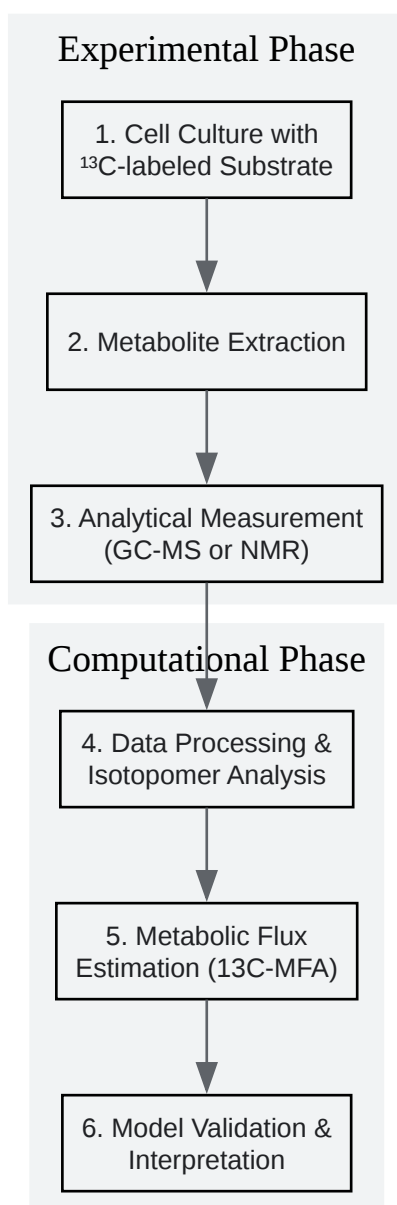 Experimental Phase
1. Cell Culture with
¹³C-labeled Substrate
2. Metabolite Extraction
3. Analytical Measurement
(GC-MS or NMR)
Computational Phase
4. Data Processing &
Isotopomer Analysis
5. Metabolic Flux
Estimation (13C-MFA)
6. Model Validation &
Interpretation